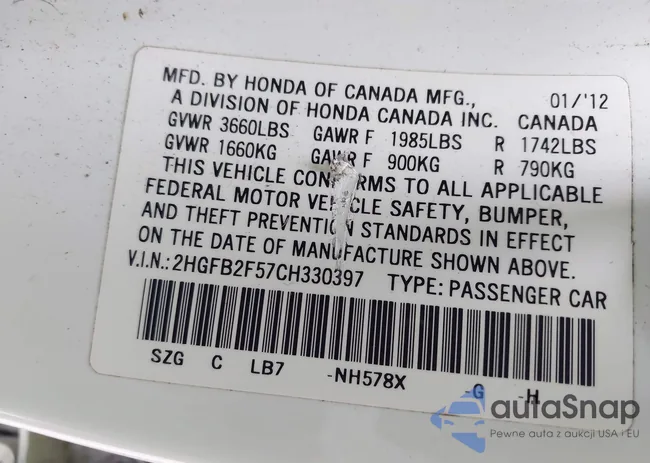 MFD. BY HONDA OF CANADA MFG., 01/'12
A DIVISION OF HONDA CANADA INC. CANADA
GVWR 3660LBS GAWR F 1985LBS R 1742LBS
GVWR 1660KG GAWR F 900KG R 790KG
THIS VEHICLE CONFORMS TO ALL APPLICABLE
FEDERAL MOTOR VEHICLE SAFETY, BUMPER,
AND THEFT PREVENTION STANDARDS IN EFFECT
ON THE DATE OF MANUFACTURE SHOWN ABOVE.
V.I.N.: 2HGFB2F57CH330397 TYPE: PASSENGER CAR
SZG C LB7 -NH578X -G -H
autaSnap
Pewne auta z aukcji USA - EU